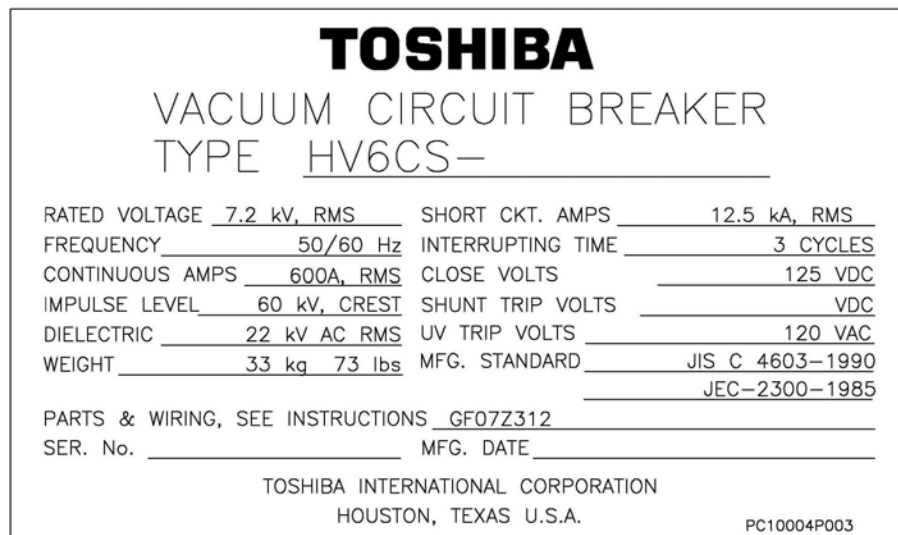 TOSHIBA
VACUUM CIRCUIT BREAKER
TYPE HV6CS-
RATED VOLTAGE 7.2 kV, RMS SHORT CKT. AMPS 12.5 kA, RMS
FREQUENCY 50/60 Hz INTERRUPTING TIME 3 CYCLES
CONTINUOUS AMPS 600A, RMS CLOSE VOLTS 125 VDC
IMPULSE LEVEL 60 kV, CREST SHUNT TRIP VOLTS VDC
DIELECTRIC 22 kV AC RMS UV TRIP VOLTS 120 VAC
WEIGHT 33 kg 73 lbs MFG. STANDARD JIS C 4603-1990
JEC-2300-1985
PARTS & WIRING, SEE INSTRUCTIONS GF07Z312
SER. No. MFG. DATE
TOSHIBA INTERNATIONAL CORPORATION
HOUSTON, TEXAS U.S.A.
PC10004P003